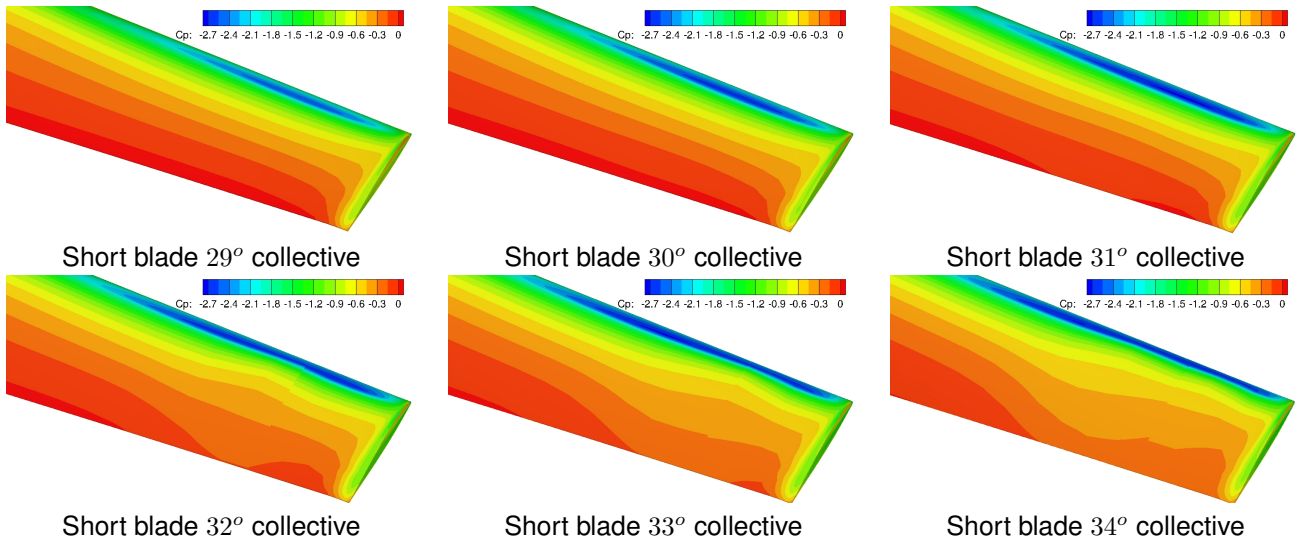 Cp: -2.7 -2.4 -2.1 -1.8 -1.5 -1.2 -0.9 -0.6 -0.3 0
Cp: -2.7 -2.4 -2.1 -1.8 -1.5 -1.2 -0.9 -0.6 -0.3 0
Cp: -2.7 -2.4 -2.1 -1.8 -1.5 -1.2 -0.9 -0.6 -0.3 0
Short blade 29° collective
Short blade 30° collective
Short blade 31° collective
Cp: -2.7 -2.4 -2.1 -1.8 -1.5 -1.2 -0.9 -0.6 -0.3 0
Cp: -2.7 -2.4 -2.1 -1.8 -1.5 -1.2 -0.9 -0.6 -0.3 0
Cp: -2.7 -2.4 -2.1 -1.8 -1.5 -1.2 -0.9 -0.6 -0.3 0
Short blade 32° collective
Short blade 33° collective
Short blade 34° collective